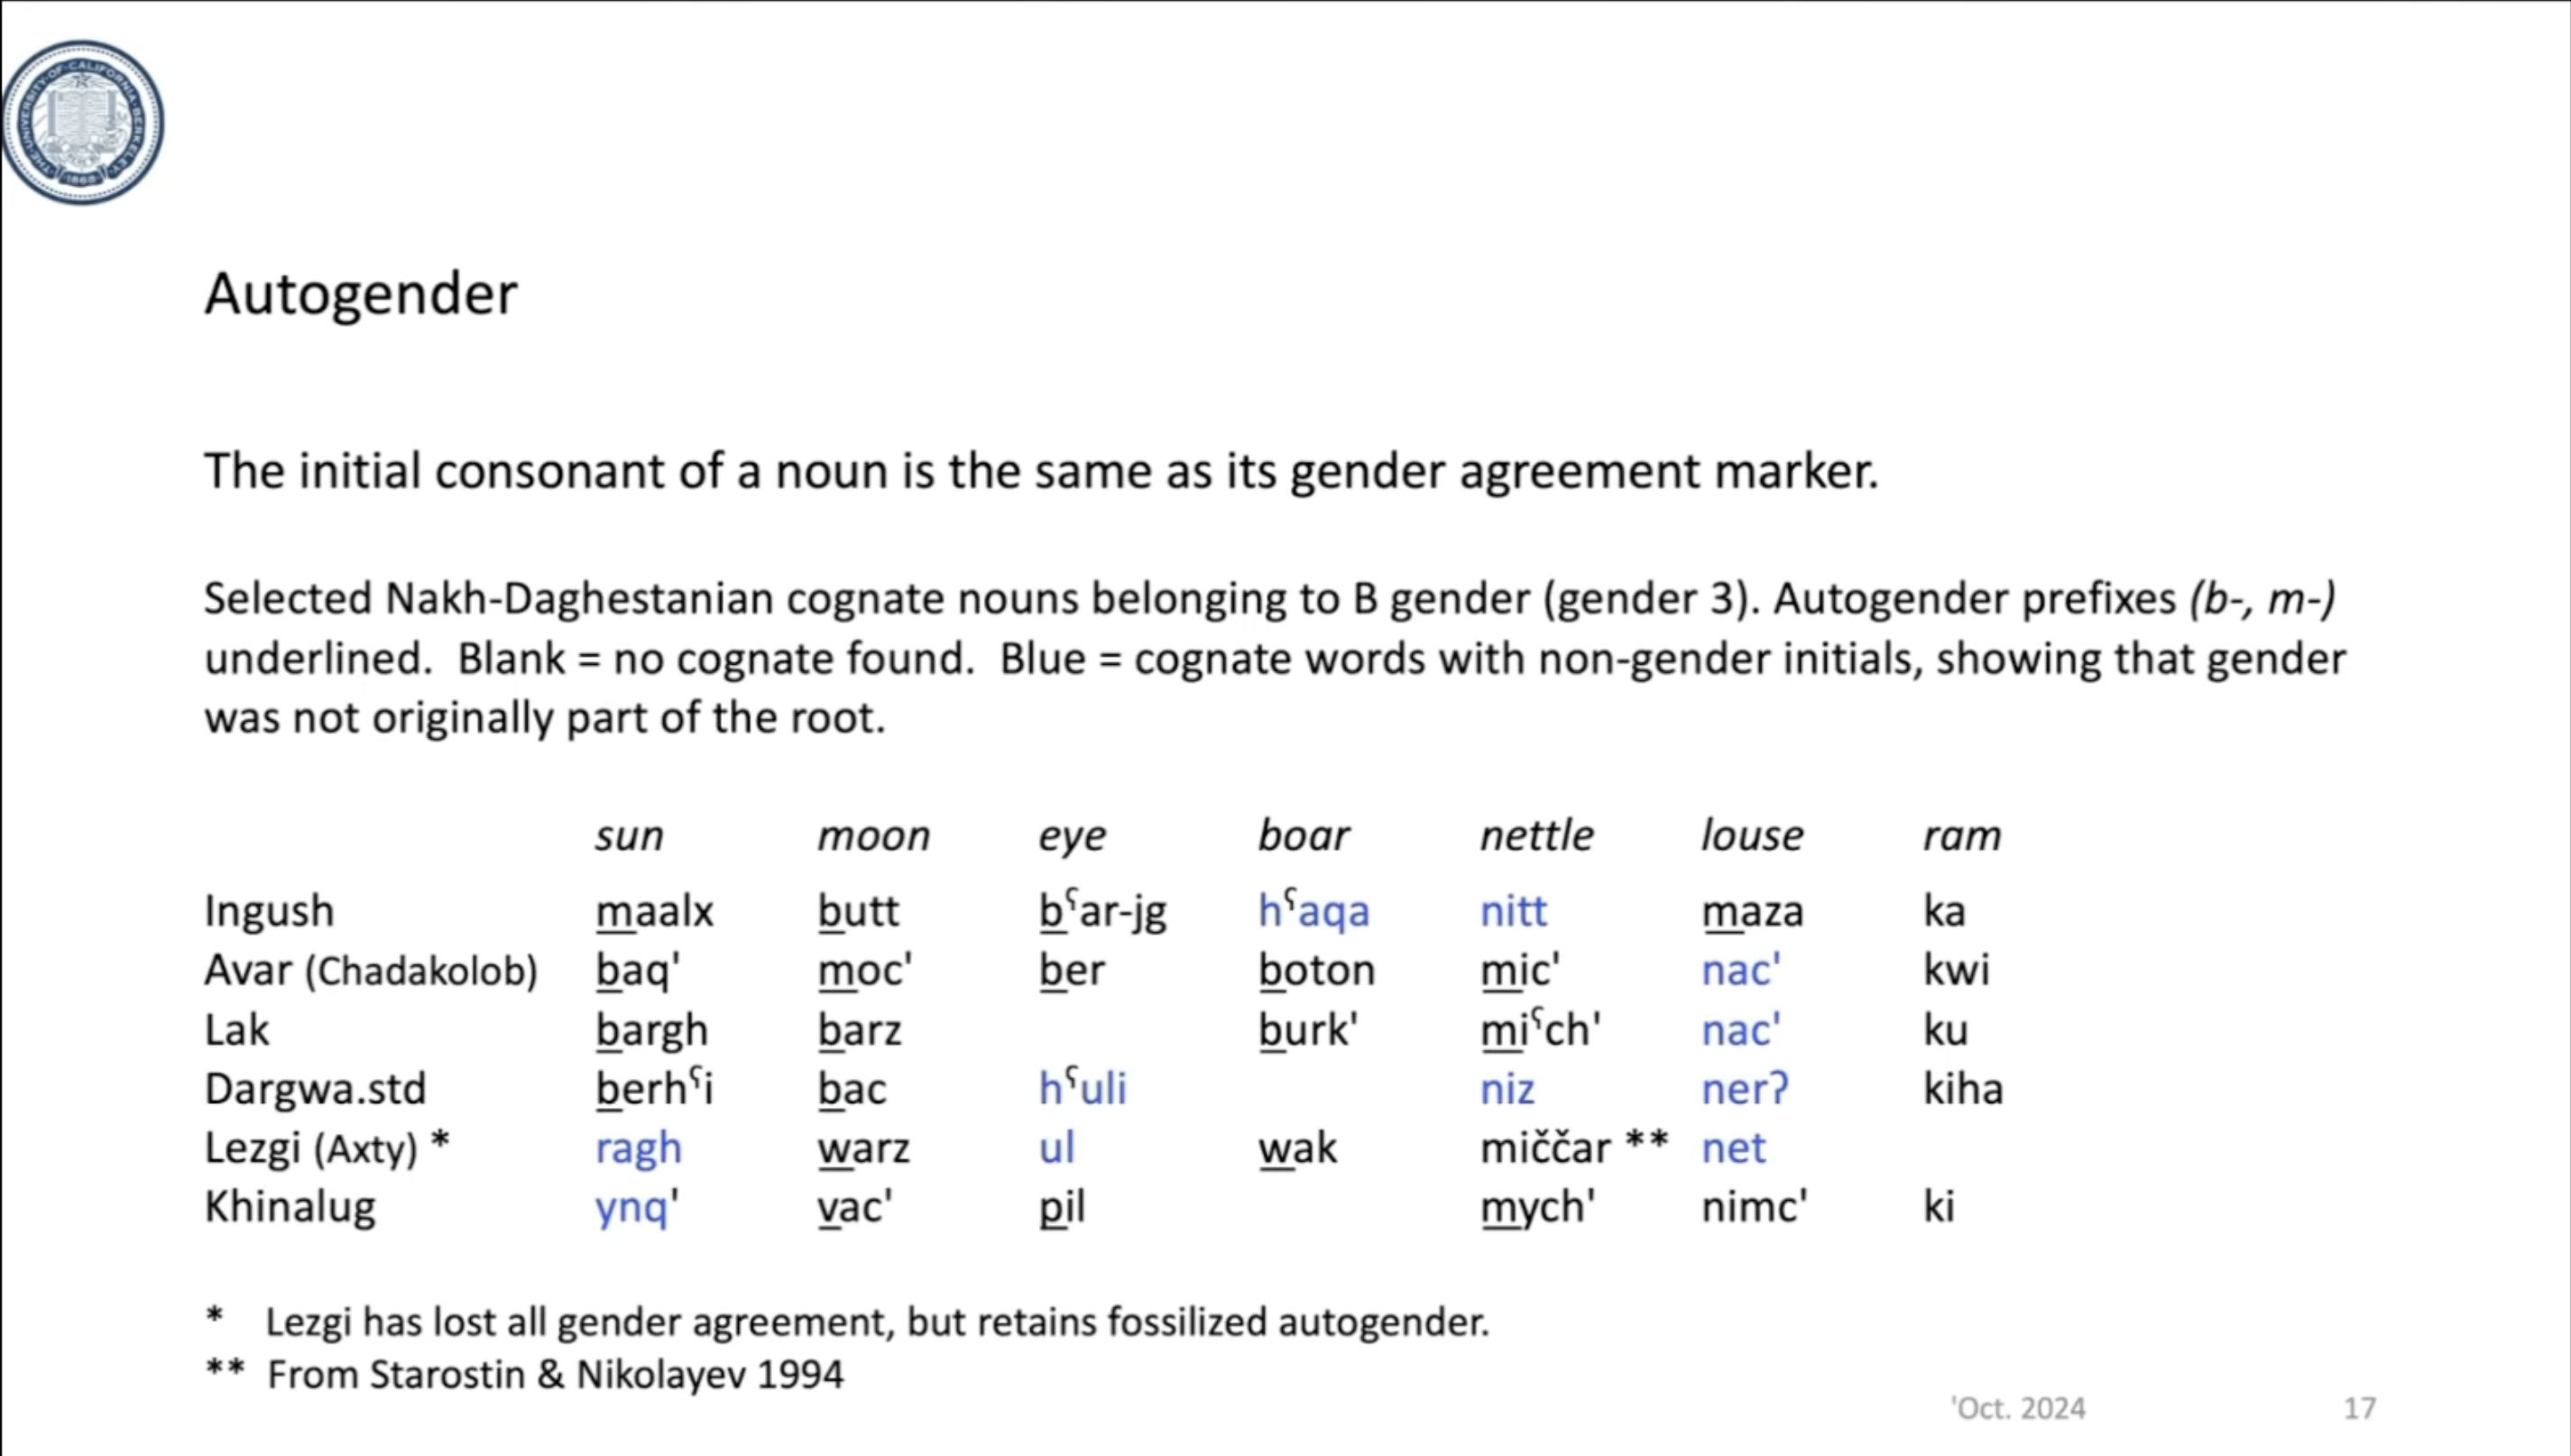 THE·UNIVERSITY·OF·CALIFORNIA·BERKELEY
1868
Autogender
The initial consonant of a noun is the same as its gender agreement marker.
Selected Nakh-Daghestanian cognate nouns belonging to B gender (gender 3). Autogender prefixes (b-, m-)
underlined. Blank = no cognate found. Blue = cognate words with non-gender initials, showing that gender
was not originally part of the root.
sun moon eye boar nettle louse ram
Ingush maalx butt bˤar-jg hˤaqa nitt maza ka
Avar (Chadakolob) baq' moc' ber boton mic' nac' kwi
Lak bargh barz burk' miˤch' nac' ku
Dargwa.std berhˤi bac hˤuli niz nerʔ kiha
Lezgi (Axty) * ragh warz ul wak miččar ** net
Khinalug ynq' vac' pil mych' nimc' ki
* Lezgi has lost all gender agreement, but retains fossilized autogender.
** From Starostin & Nikolayev 1994
'Oct. 2024 17